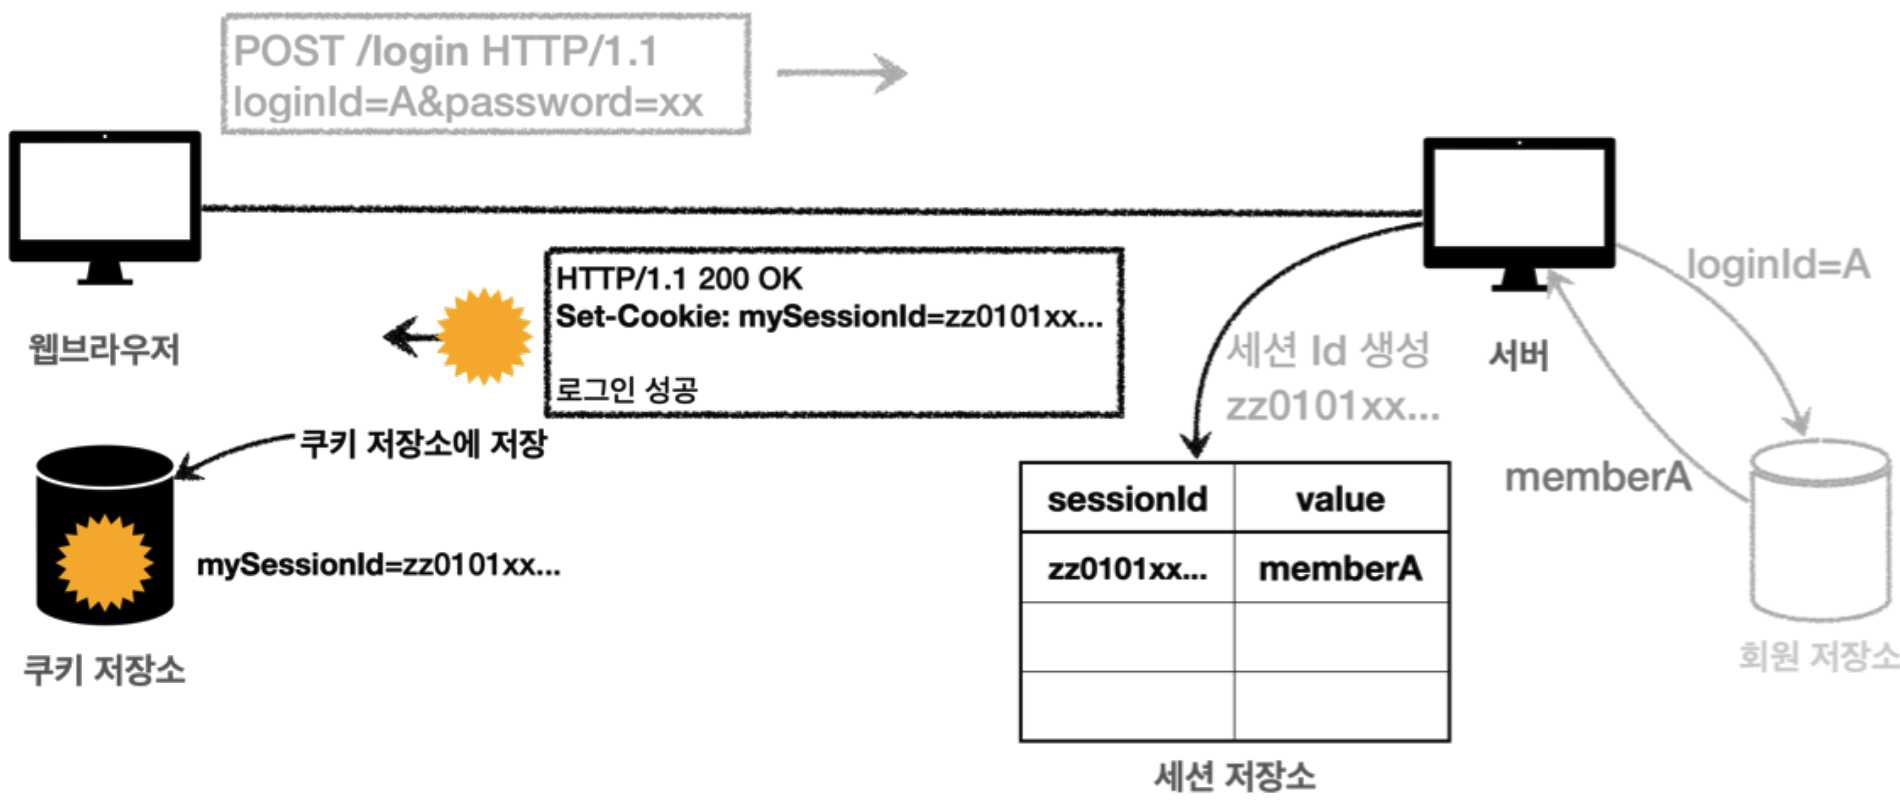 POST /login HTTP/1.1
loginId=A&password=xx
웹브라우저
HTTP/1.1 200 OK
Set-Cookie: mySessionId=zz0101xx...
로그인 성공
쿠키 저장소에 저장
mySessionId=zz0101xx...
쿠키 저장소
세션 Id 생성
zz0101xx...
서버
loginId=A
memberA
회원 저장소
sessionId value
zz0101xx... memberA
세션 저장소